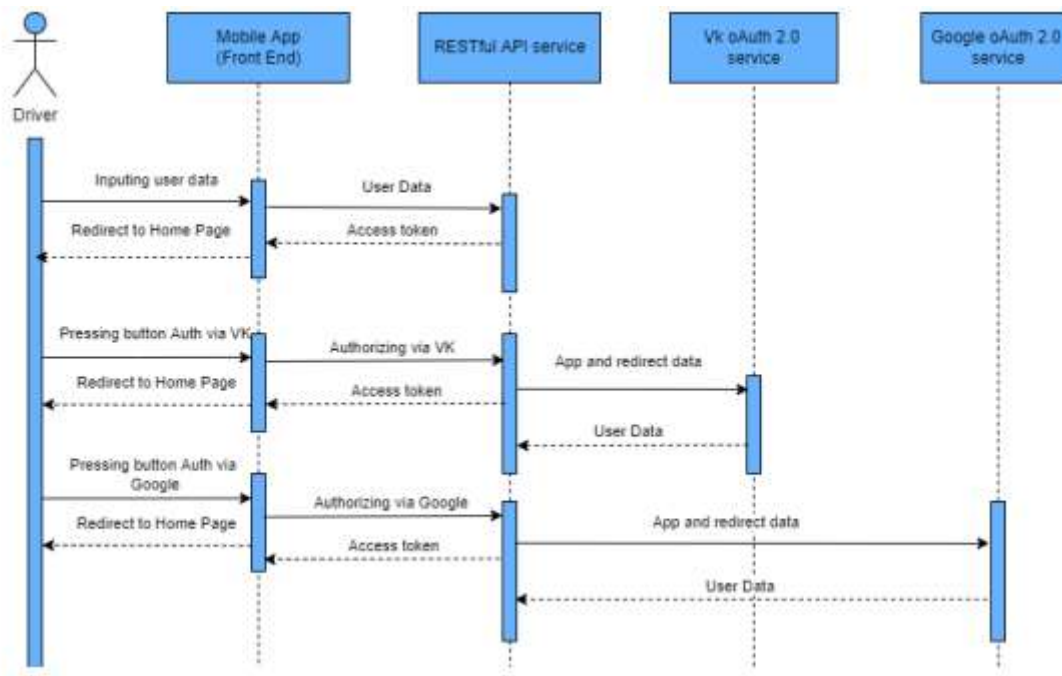 Mobile App
(Front End)
RESTful API service
Vk oAuth 2.0
service
Google oAuth 2.0
service
Driver
Inputing user data
User Data
Redirect to Home Page
Access token
Pressing button Auth via VK
Authorizing via VK
App and redirect data
Redirect to Home Page
Access token
User Data
Pressing button Auth via
Google
Authorizing via Google
App and redirect data
Redirect to Home Page
Access token
User Data